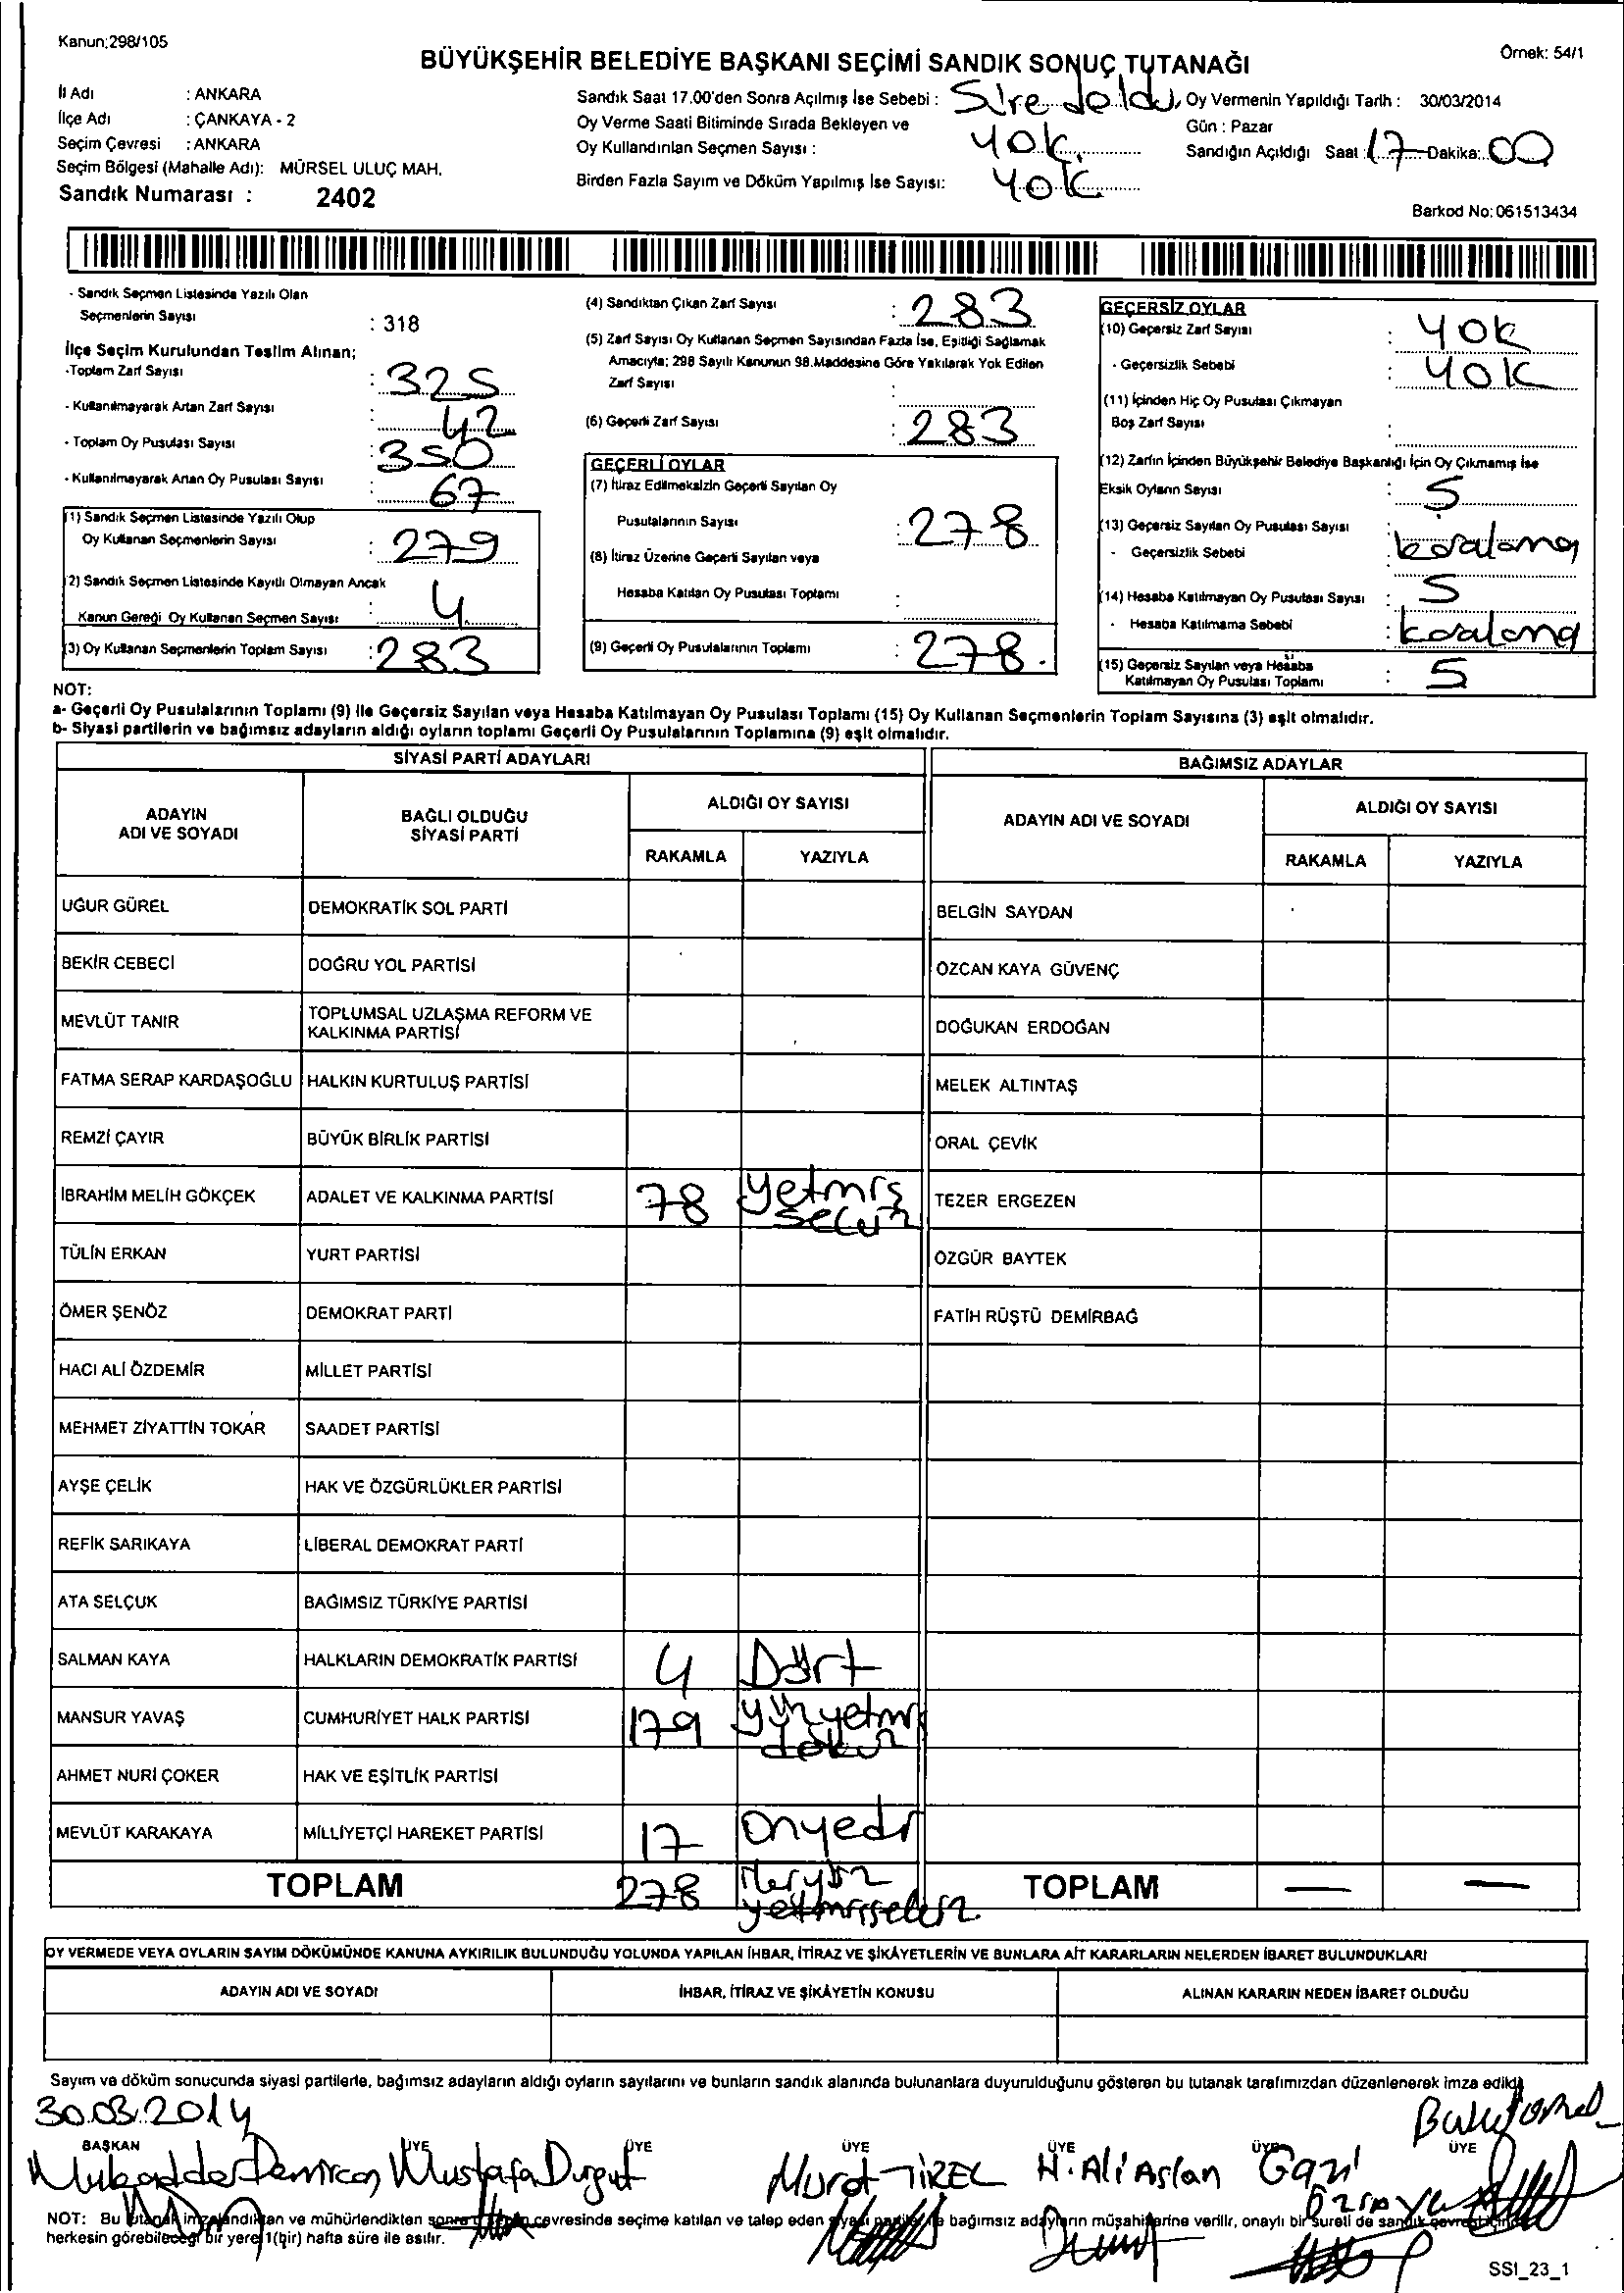 Kanun:298/105
Örnek: 54/1
BÜYÜKŞEHİR BELEDİYE BAŞKANI SEÇİMİ SANDIK SONUÇ TUTANAĞI
İl Adı : ANKARA
İlçe Adı : ÇANKAYA - 2
Seçim Çevresi : ANKARA
Seçim Bölgesi (Mahalle Adı): MÜRSEL ULUÇ MAH.
Sandık Numarası : 2402
Sandık Saat 17.00'den Sonra Açılmış İse Sebebi : Süre doldu
Oy Verme Saati Bitiminde Sırada Bekleyen ve
Oy Kullandırılan Seçmen Sayısı : yok
Birden Fazla Sayım ve Döküm Yapılmış İse Sayısı: yok
Oy Vermenin Yapıldığı Tarih : 30/03/2014
Gün : Pazar
Sandığın Açıldığı Saat : 17 Dakika: 00
Barkod No: 061513434
- Sandık Seçmen Listesinde Yazılı Olan
Seçmenlerin Sayısı : 318
İlçe Seçim Kurulundan Teslim Alınan;
-Toplam Zarf Sayısı : 325
- Kullanılmayarak Artan Zarf Sayısı : 42
- Toplam Oy Pusulası Sayısı : 350
- Kullanılmayarak Artan Oy Pusulası Sayısı : 67
(1) Sandık Seçmen Listesinde Yazılı Olup
Oy Kullanan Seçmenlerin Sayısı : 279
(2) Sandık Seçmen Listesinde Kayıtlı Olmayan Ancak
Kanun Gereği Oy Kullanan Seçmen Sayısı : 4
(3) Oy Kullanan Seçmenlerin Toplam Sayısı : 283
(4) Sandıktan Çıkan Zarf Sayısı : 283
(5) Zarf Sayısı Oy Kullanan Seçmen Sayısından Fazla İse, Eşitliği Sağlamak
Amacıyla; 298 Sayılı Kanunun 98.Maddesine Göre Yakılarak Yok Edilen
Zarf Sayısı :
(6) Geçerli Zarf Sayısı : 283
GEÇERLİ OYLAR
(7) İtiraz Edilmeksizin Geçerli Sayılan Oy
Pusulalarının Sayısı : 278
(8) İtiraz Üzerine Geçerli Sayılan veya
Hesaba Katılan Oy Pusulası Toplamı :
(9) Geçerli Oy Pusulalarının Toplamı : 278.
GEÇERSİZ OYLAR
(10) Geçersiz Zarf Sayısı : yok
- Geçersizlik Sebebi : yok
(11) İçinden Hiç Oy Pusulası Çıkmayan
Boş Zarf Sayısı :
(12) Zarfın İçinden Büyükşehir Belediye Başkanlığı İçin Oy Çıkmamış İse
Eksik Oyların Sayısı : 5
(13) Geçersiz Sayılan Oy Pusulası Sayısı :
- Geçersizlik Sebebi : karalama
(14) Hesaba Katılmayan Oy Pusulası Sayısı : 5
- Hesaba Katılmama Sebebi : karalama
(15) Geçersiz Sayılan veya Hesaba
Katılmayan Oy Pusulası Toplamı : 5
NOT:
a- Geçerli Oy Pusulalarının Toplamı (9) ile Geçersiz Sayılan veya Hesaba Katılmayan Oy Pusulası Toplamı (15) Oy Kullanan Seçmenlerin Toplam Sayısına (3) eşit olmalıdır.
b- Siyasi partilerin ve bağımsız adayların aldığı oyların toplamı Geçerli Oy Pusulalarının Toplamına (9) eşit olmalıdır.
SİYASİ PARTİ ADAYLARI
BAĞIMSIZ ADAYLAR
ADAYIN ADI VE SOYADI
BAĞLI OLDUĞU SİYASİ PARTİ
ALDIĞI OY SAYISI
RAKAMLA YAZIYLA
ADAYIN ADI VE SOYADI
ALDIĞI OY SAYISI
RAKAMLA YAZIYLA
UĞUR GÜREL DEMOKRATİK SOL PARTİ BELGİN SAYDAN
BEKİR CEBECİ DOĞRU YOL PARTİSİ ÖZCAN KAYA GÜVENÇ
MEVLÜT TANIR TOPLUMSAL UZLAŞMA REFORM VE KALKINMA PARTİSİ DOĞUKAN ERDOĞAN
FATMA SERAP KARDAŞOĞLU HALKIN KURTULUŞ PARTİSİ MELEK ALTINTAŞ
REMZİ ÇAYIR BÜYÜK BİRLİK PARTİSİ ORAL ÇEVİK
İBRAHİM MELİH GÖKÇEK ADALET VE KALKINMA PARTİSİ 78 yetmiş sekiz TEZER ERGEZEN
TÜLİN ERKAN YURT PARTİSİ ÖZGÜR BAYTEK
ÖMER ŞENÖZ DEMOKRAT PARTİ FATİH RÜŞTÜ DEMİRBAĞ
HACI ALİ ÖZDEMİR MİLLET PARTİSİ
MEHMET ZİYATTİN TOKAR SAADET PARTİSİ
AYŞE ÇELİK HAK VE ÖZGÜRLÜKLER PARTİSİ
REFİK SARIKAYA LİBERAL DEMOKRAT PARTİ
ATA SELÇUK BAĞIMSIZ TÜRKİYE PARTİSİ
SALMAN KAYA HALKLARIN DEMOKRATİK PARTİSİ 4 Dört
MANSUR YAVAŞ CUMHURİYET HALK PARTİSİ 179 yüzyetmiş dokuz
AHMET NURİ ÇOKER HAK VE EŞİTLİK PARTİSİ
MEVLÜT KARAKAYA MİLLİYETÇİ HAREKET PARTİSİ 17 Onyedi
TOPLAM 278 ikiyüz yetmişsekiz TOPLAM — —
OY VERMEDE VEYA OYLARIN SAYIM DÖKÜMÜNDE KANUNA AYKIRILIK BULUNDUĞU YOLUNDA YAPILAN İHBAR, İTİRAZ VE ŞİKÂYETLERİN VE BUNLARA AİT KARARLARIN NELERDEN İBARET BULUNDUKLARI
ADAYIN ADI VE SOYADI İHBAR, İTİRAZ VE ŞİKÂYETİN KONUSU ALINAN KARARIN NEDEN İBARET OLDUĞU
Sayım ve döküm sonucunda siyasi partilerle, bağımsız adayların aldığı oyların sayılarını ve bunların sandık alanında bulunanlara duyurulduğunu gösteren bu tutanak tarafımızdan düzenlenerek imza edildi.
30.03.2014
BAŞKAN ÜYE ÜYE ÜYE ÜYE ÜYE ÜYE
Mukadder Demircan Mustafa Durgut Murat TİREL H.Ali Aslan Gazi
NOT: Bu tutanak imzalandıktan ve mühürlendikten sonra çevresinde seçime katılan ve talep eden siyasi partiler ve bağımsız adayların müşahitlerine verilir, onaylı bir sureti de sandık çevresi için
herkesin görebileceği bir yere 1(bir) hafta süre ile asılır.
SSI_23_1